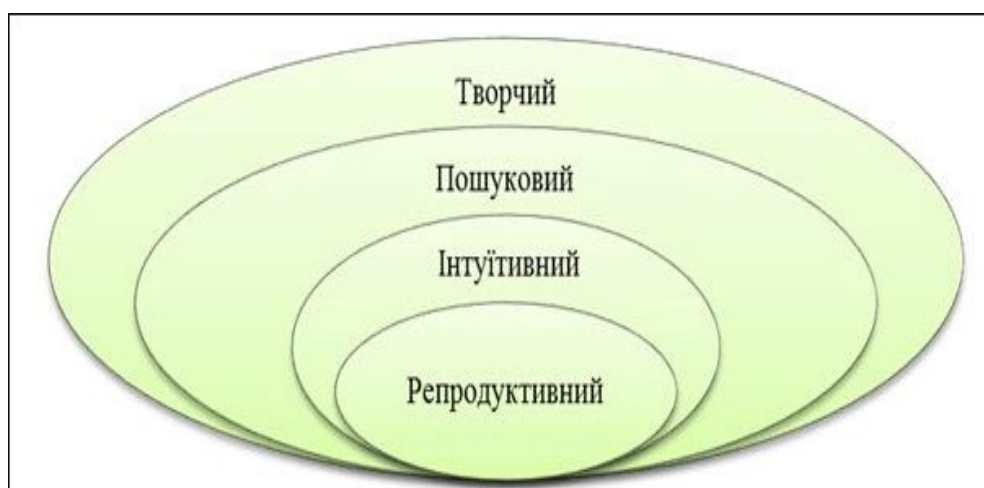 Творчий
Пошуковий
Інтуїтивний
Репродуктивний